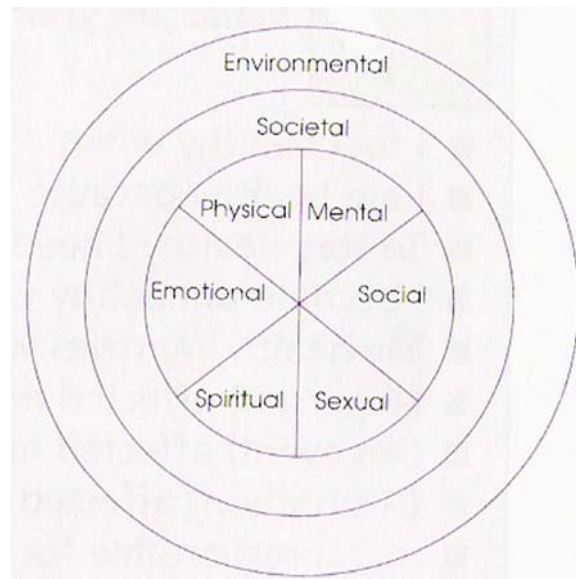 Environmental
Societal
Physical Mental
Emotional Social
Spiritual Sexual